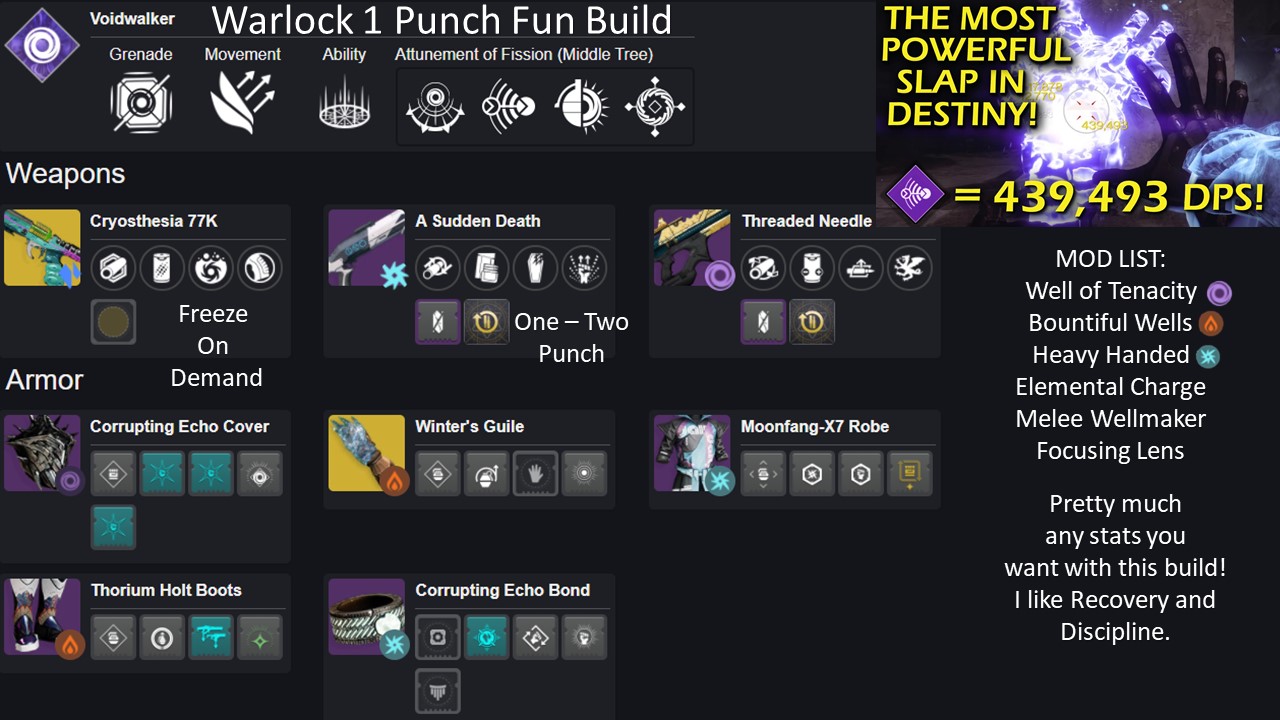 Voidwalker
Warlock 1 Punch Fun Build
Grenade
Movement
Ability
Attunement of Fission (Middle Tree)
THE MOST
POWERFUL
SLAP IN
DESTINY!
439,493
= 439,493 DPS!
Weapons
Cryosthesia 77K
Freeze
On
Demand
A Sudden Death
One – Two
Punch
Threaded Needle
Armor
Corrupting Echo Cover
Winter's Guile
Moonfang-X7 Robe
Thorium Holt Boots
Corrupting Echo Bond
MOD LIST:
Well of Tenacity
Bountiful Wells
Heavy Handed
Elemental Charge
Melee Wellmaker
Focusing Lens
Pretty much
any stats you
want with this build!
I like Recovery and
Discipline.